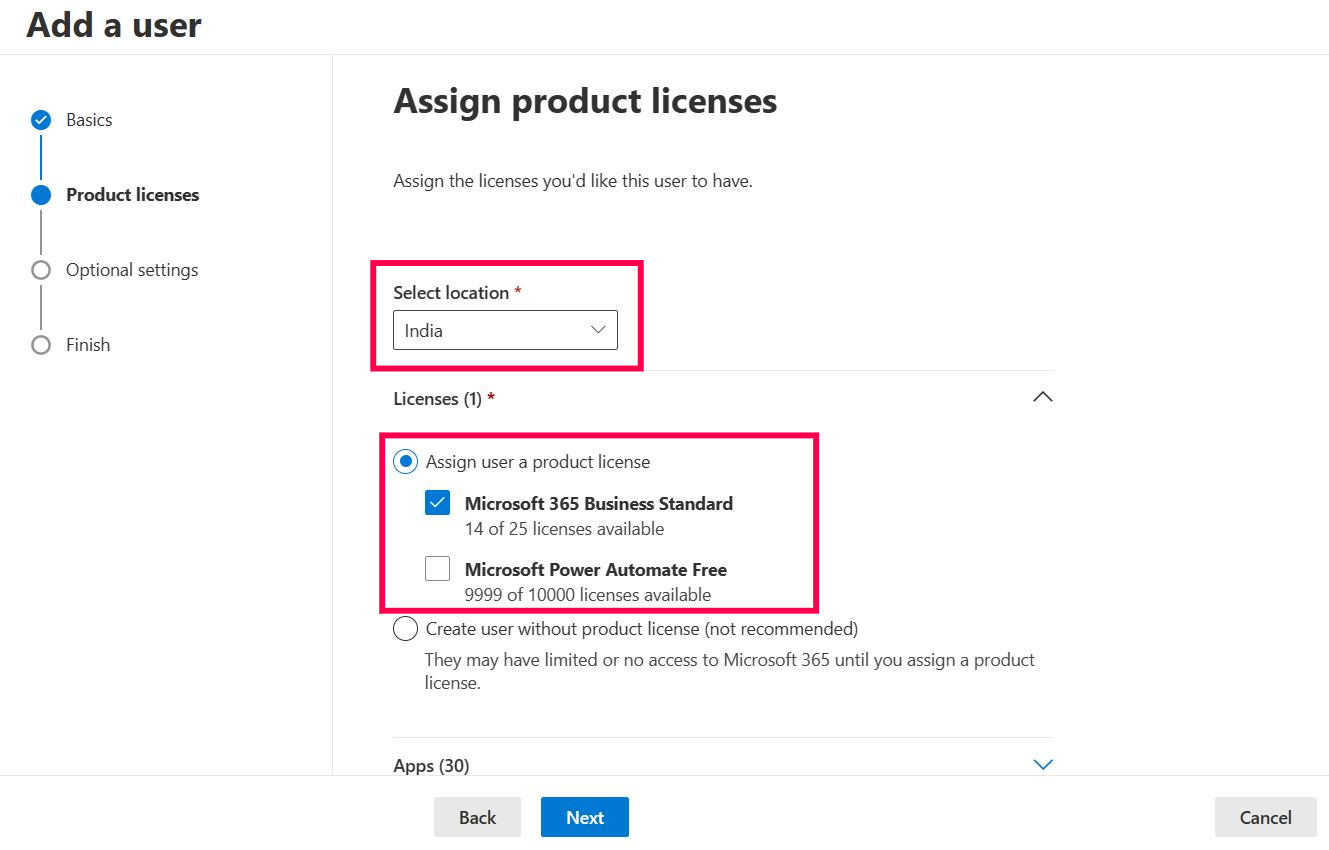 Add a user
Basics
Product licenses
Optional settings
Finish
Assign product licenses
Assign the licenses you'd like this user to have.
Select location *
India
Licenses (1) *
Assign user a product license
Microsoft 365 Business Standard
14 of 25 licenses available
Microsoft Power Automate Free
9999 of 10000 licenses available
Create user without product license (not recommended)
They may have limited or no access to Microsoft 365 until you assign a product
license.
Apps (30)
Back
Next
Cancel